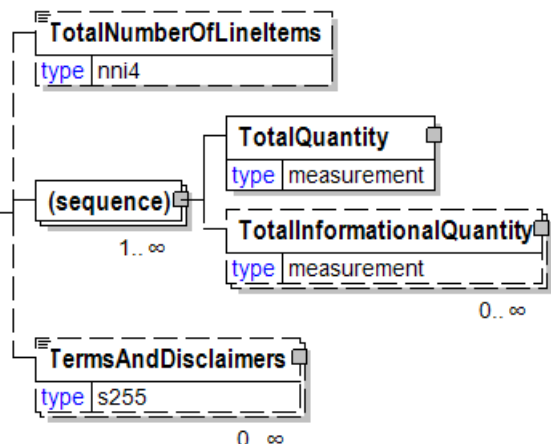 TotalNumberOfLineItems
type nni4
TotalQuantity
type measurement
(sequence)
1.. ∞
TotalInformationalQuantity
type measurement
0.. ∞
TermsAndDisclaimers
type s255
0.. ∞